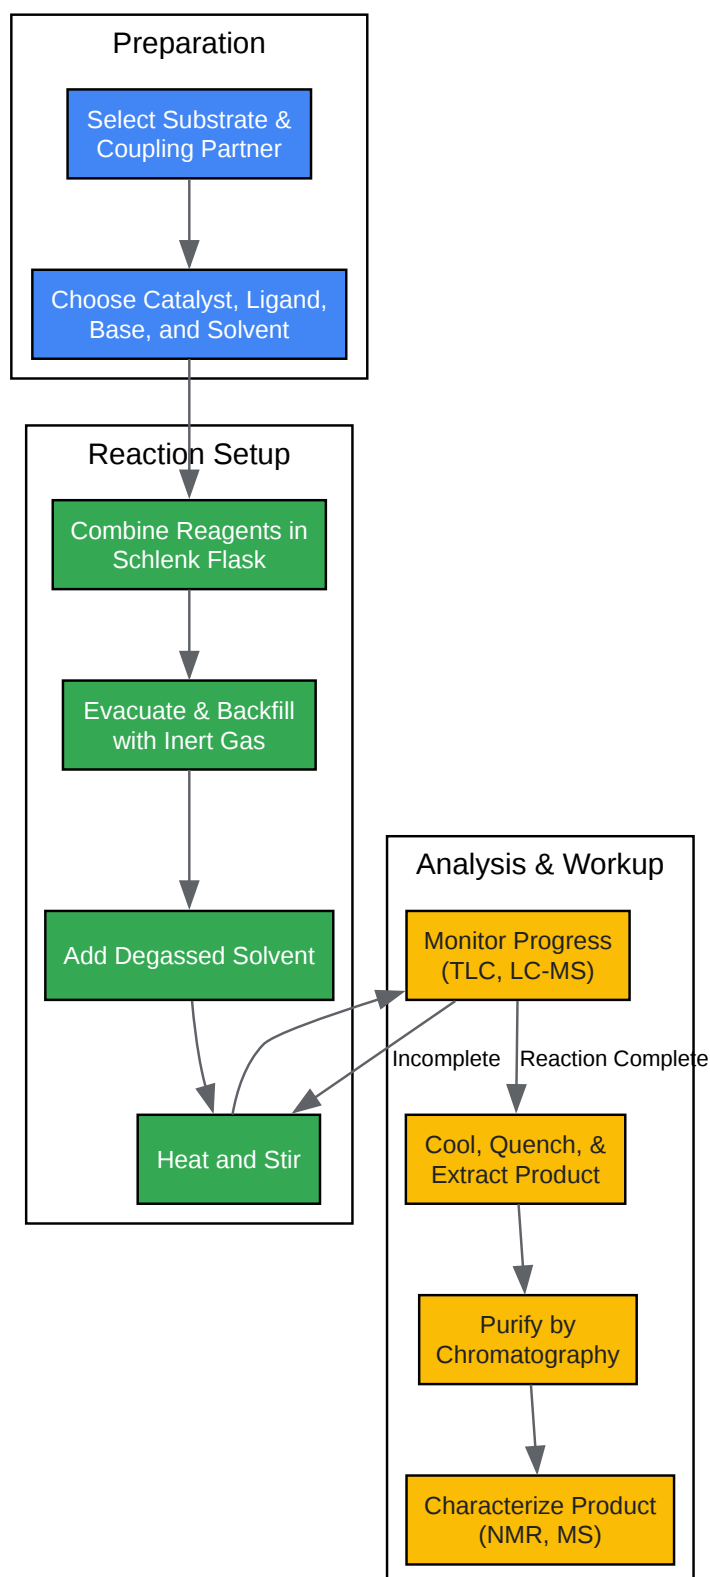 Preparation
Select Substrate &
Coupling Partner
Choose Catalyst, Ligand,
Base, and Solvent
Reaction Setup
Combine Reagents in
Schlenk Flask
Evacuate & Backfill
with Inert Gas
Add Degassed Solvent
Heat and Stir
Analysis & Workup
Monitor Progress
(TLC, LC-MS)
Incomplete
Reaction Complete
Cool, Quench, &
Extract Product
Purify by
Chromatography
Characterize Product
(NMR, MS)